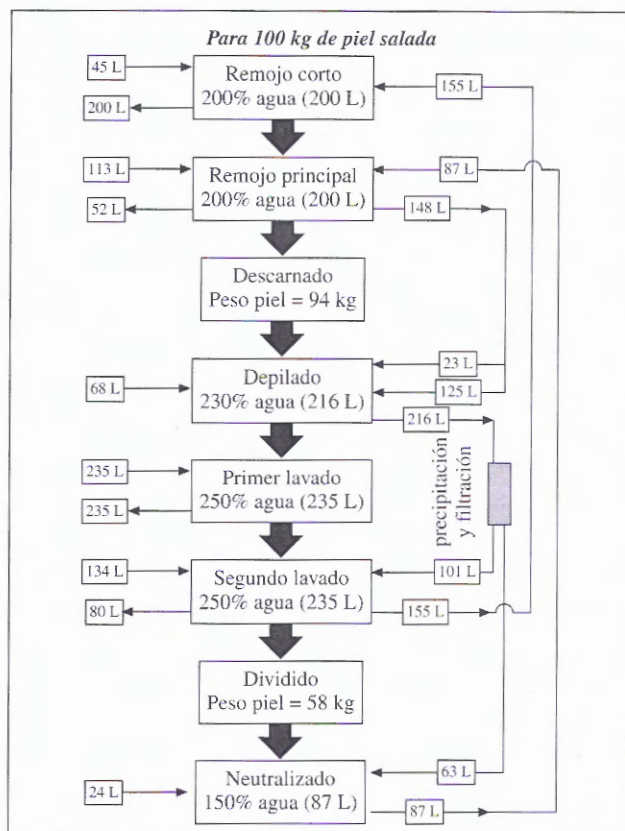 Para 100 kg de piel salada
45 L
Remojo corto
200% agua (200 L)
155 L
200 L
113 L
Remojo principal
200% agua (200 L)
87 L
52 L
148 L
Descarnado
Peso piel = 94 kg
23 L
68 L
Depilado
230% agua (216 L)
125 L
216 L
precipitación
y filtración
235 L
Primer lavado
250% agua (235 L)
235 L
134 L
Segundo lavado
250% agua (235 L)
101 L
80 L
155 L
Dividido
Peso piel = 58 kg
63 L
24 L
Neutralizado
150% agua (87 L)
87 L